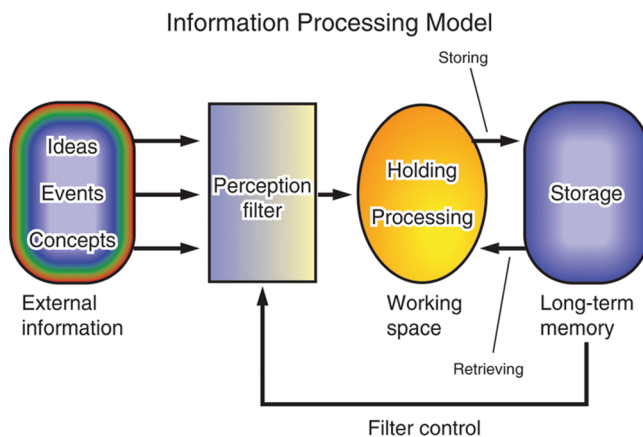 Information Processing Model
Storing
Ideas
Events
Concepts
Perception
filter
Holding
Processing
Storage
External
information
Working
space
Long-term
memory
Retrieving
Filter control